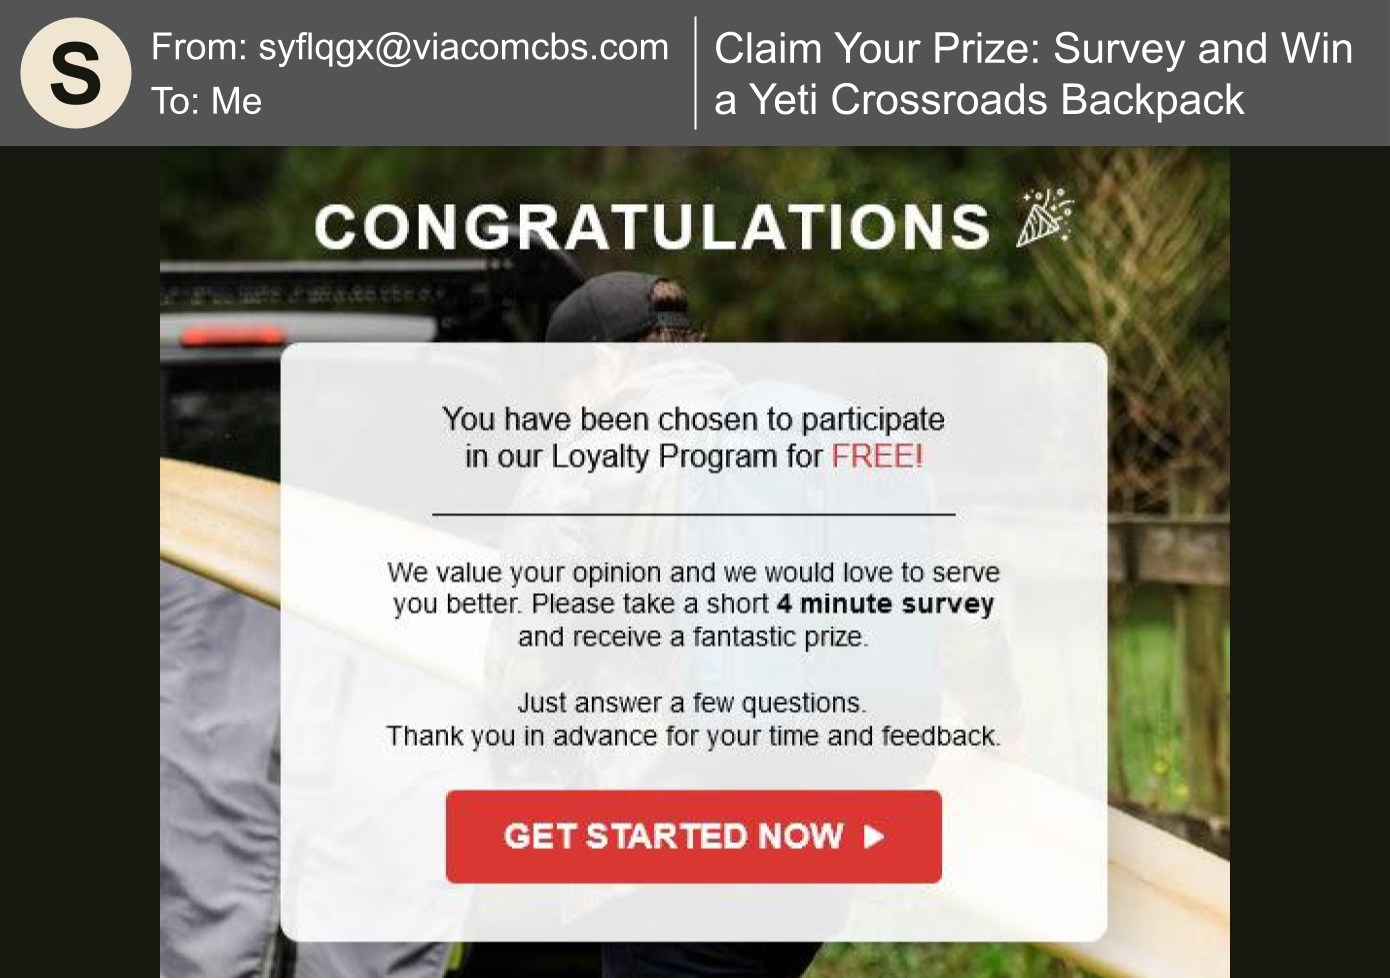 S
From: syflqgx@viacomcbs.com
To: Me
Claim Your Prize: Survey and Win
a Yeti Crossroads Backpack
CONGRATULATIONS
You have been chosen to participate
in our Loyalty Program for FREE!
We value your opinion and we would love to serve
you better. Please take a short 4 minute survey
and receive a fantastic prize.
Just answer a few questions.
Thank you in advance for your time and feedback.
GET STARTED NOW